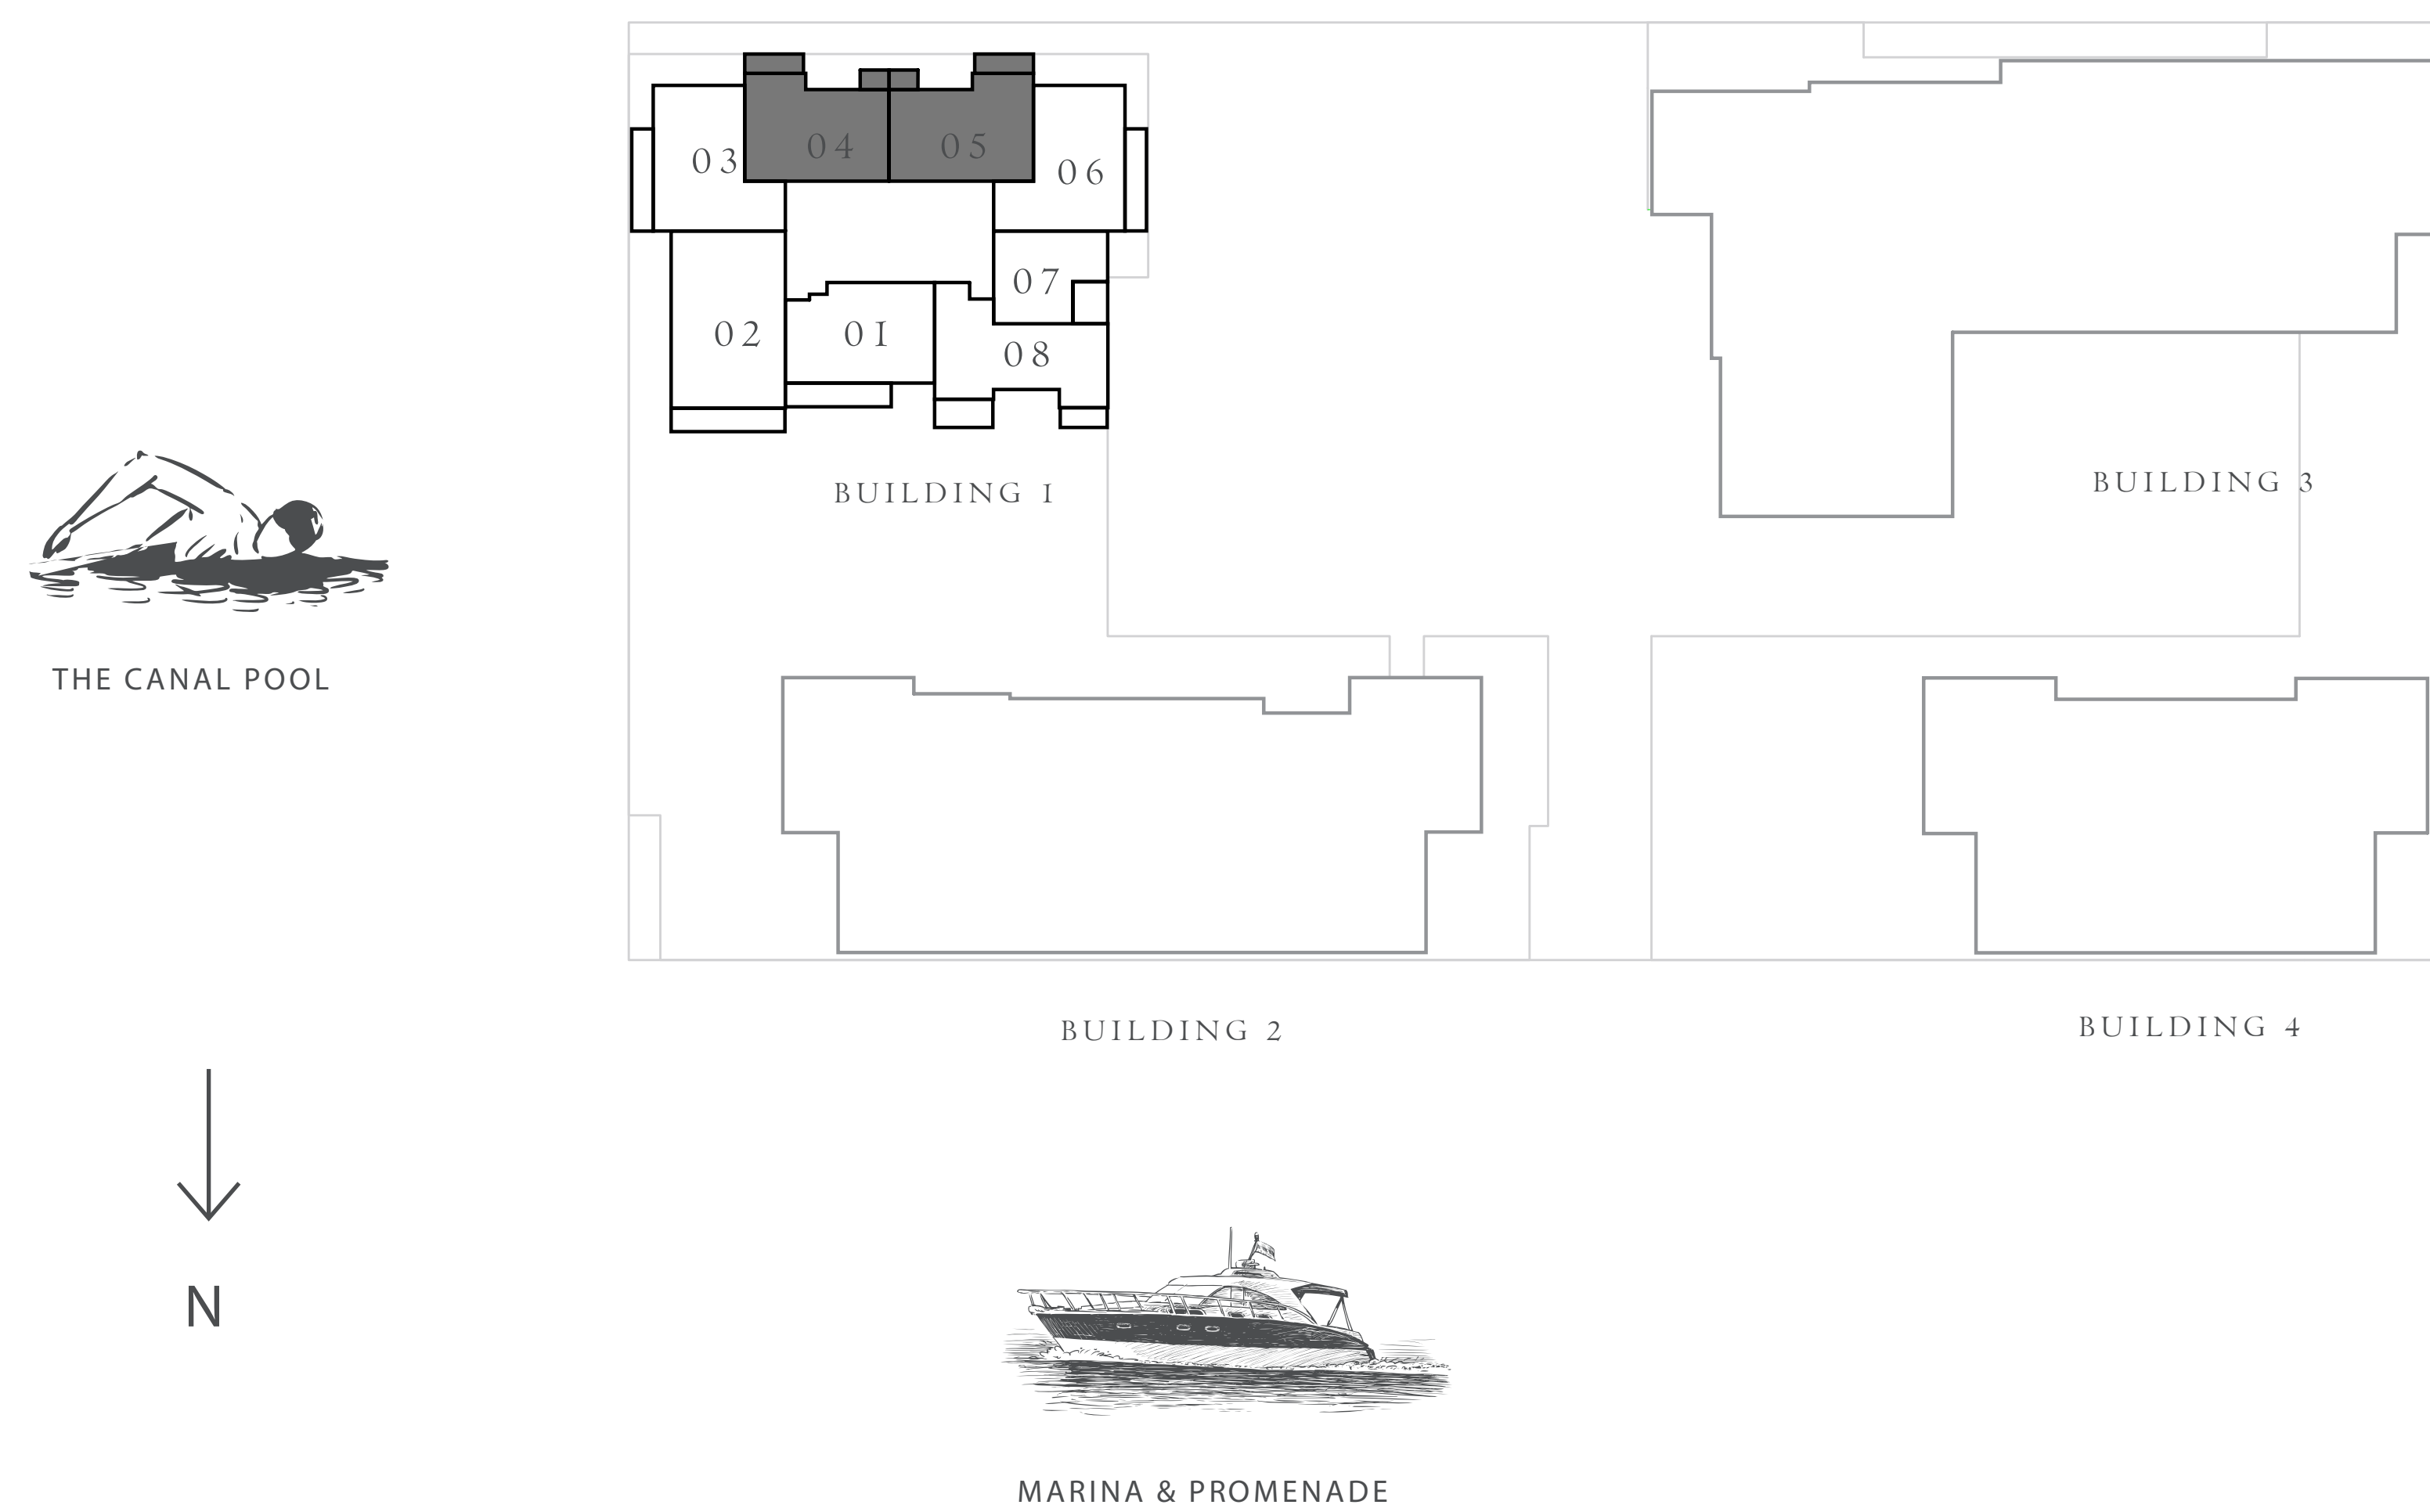 04
05
03
06
07
02
01
08
BUILDING 1
BUILDING 3
THE CANAL POOL
BUILDING 2
BUILDING 4
N
MARINA & PROMENADE